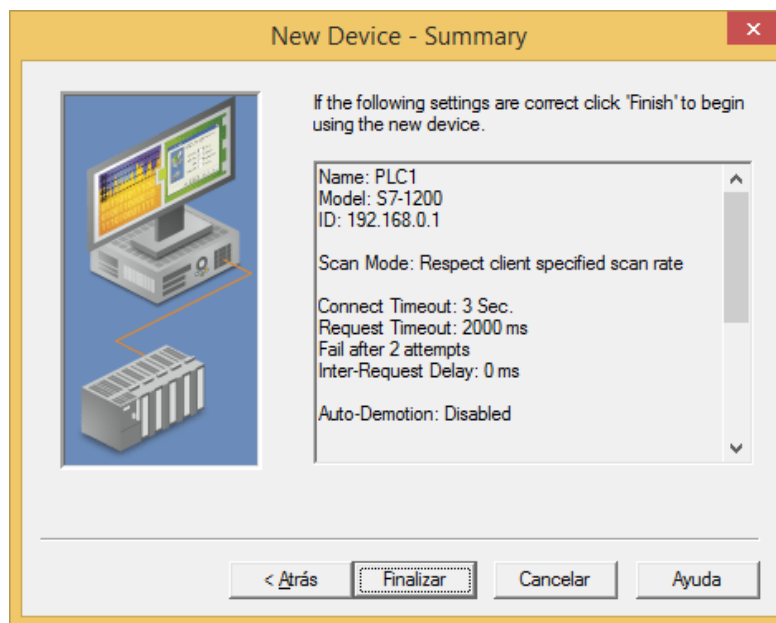 New Device - Summary
If the following settings are correct click 'Finish' to begin
using the new device.
Name: PLC1
Model: S7-1200
ID: 192.168.0.1
Scan Mode: Respect client specified scan rate
Connect Timeout: 3 Sec.
Request Timeout: 2000 ms
Fail after 2 attempts
Inter-Request Delay: 0 ms
Auto-Demotion: Disabled
< Atrás Finalizar Cancelar Ayuda